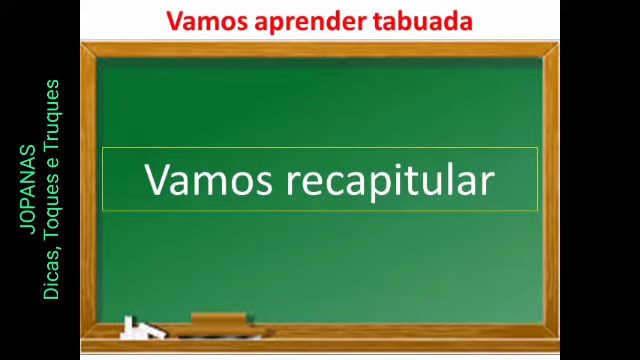 Vamos aprender tabuada
JOPANAS
Dicas, Toques e Truques
Vamos recapitular